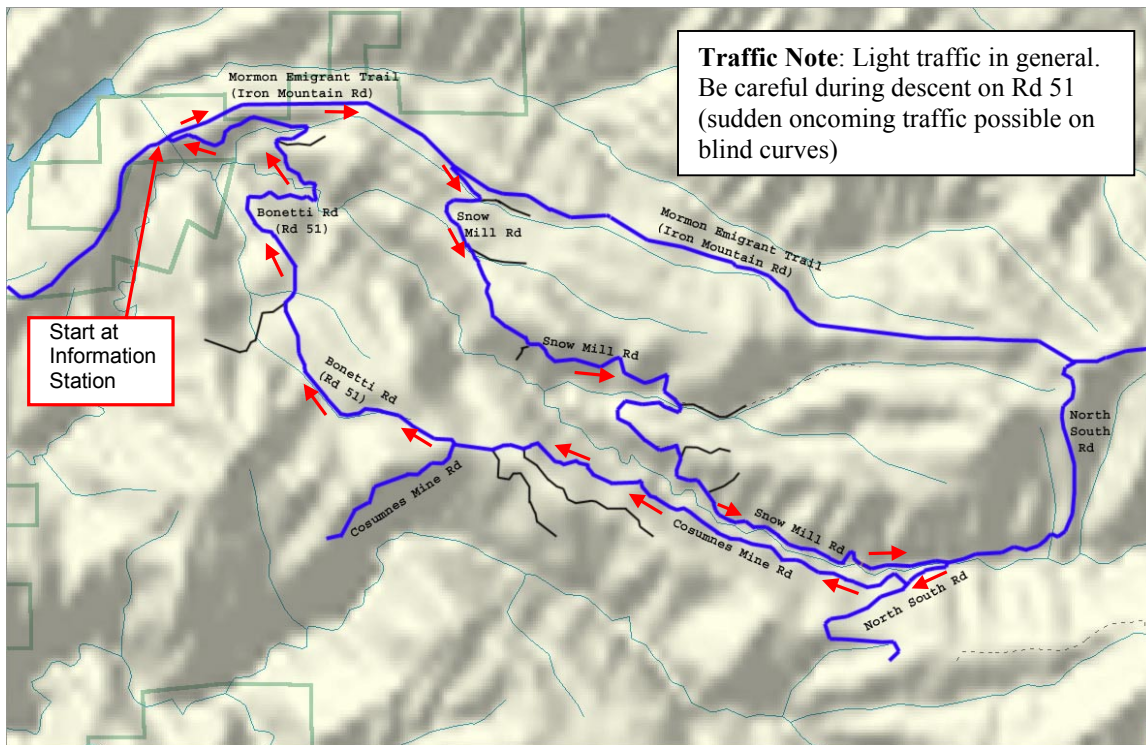 Traffic Note: Light traffic in general.
Be careful during descent on Rd 51
(sudden oncoming traffic possible on
blind curves)
Mormon Emigrant Trail
(Iron Mountain Rd)
Bonetti Rd
(Rd 51)
Snow
Mill Rd
Mormon Emigrant Trail
(Iron Mountain Rd)
Start at
Information
Station
Snow Mill Rd
Bonetti Rd
(Rd 51)
North
South
Rd
Cosumnes Mine Rd
Snow Mill Rd
Cosumnes Mine Rd
North South Rd